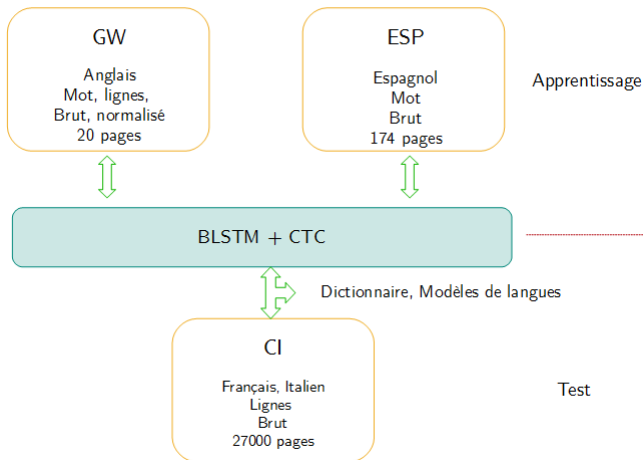 GW
Anglais
Mot, lignes,
Brut, normalisé
20 pages
ESP
Espagnol
Mot
Brut
174 pages
Apprentissage
BLSTM + CTC
Dictionnaire, Modèles de langues
CI
Français, Italien
Lignes
Brut
27000 pages
Test